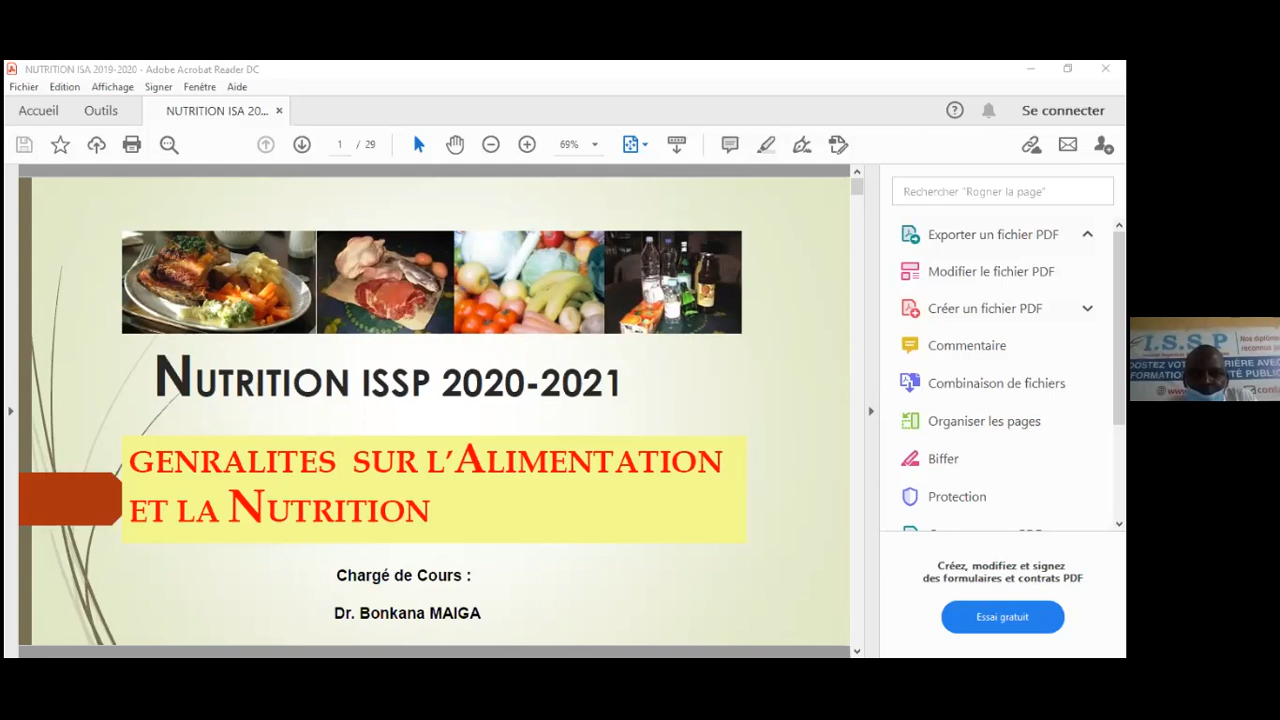 NUTRITION ISA 2019-2020 - Adobe Acrobat Reader DC
Fichier Edition Affichage Signer Fenêtre Aide
Accueil Outils NUTRITION ISA 20... × Se connecter
1 / 29 69%
Rechercher "Rogner la page"
Exporter un fichier PDF
Modifier le fichier PDF
Créer un fichier PDF
Commentaire
Combinaison de fichiers
Organiser les pages
Biffer
Protection
Créez, modifiez et signez
des formulaires et contrats PDF
Essai gratuit
NUTRITION ISSP 2020-2021
GENRALITES SUR L'ALIMENTATION
ET LA NUTRITION
Chargé de Cours :
Dr. Bonkana MAIGA
I.S.S.P
Nos diplôm
reconnus